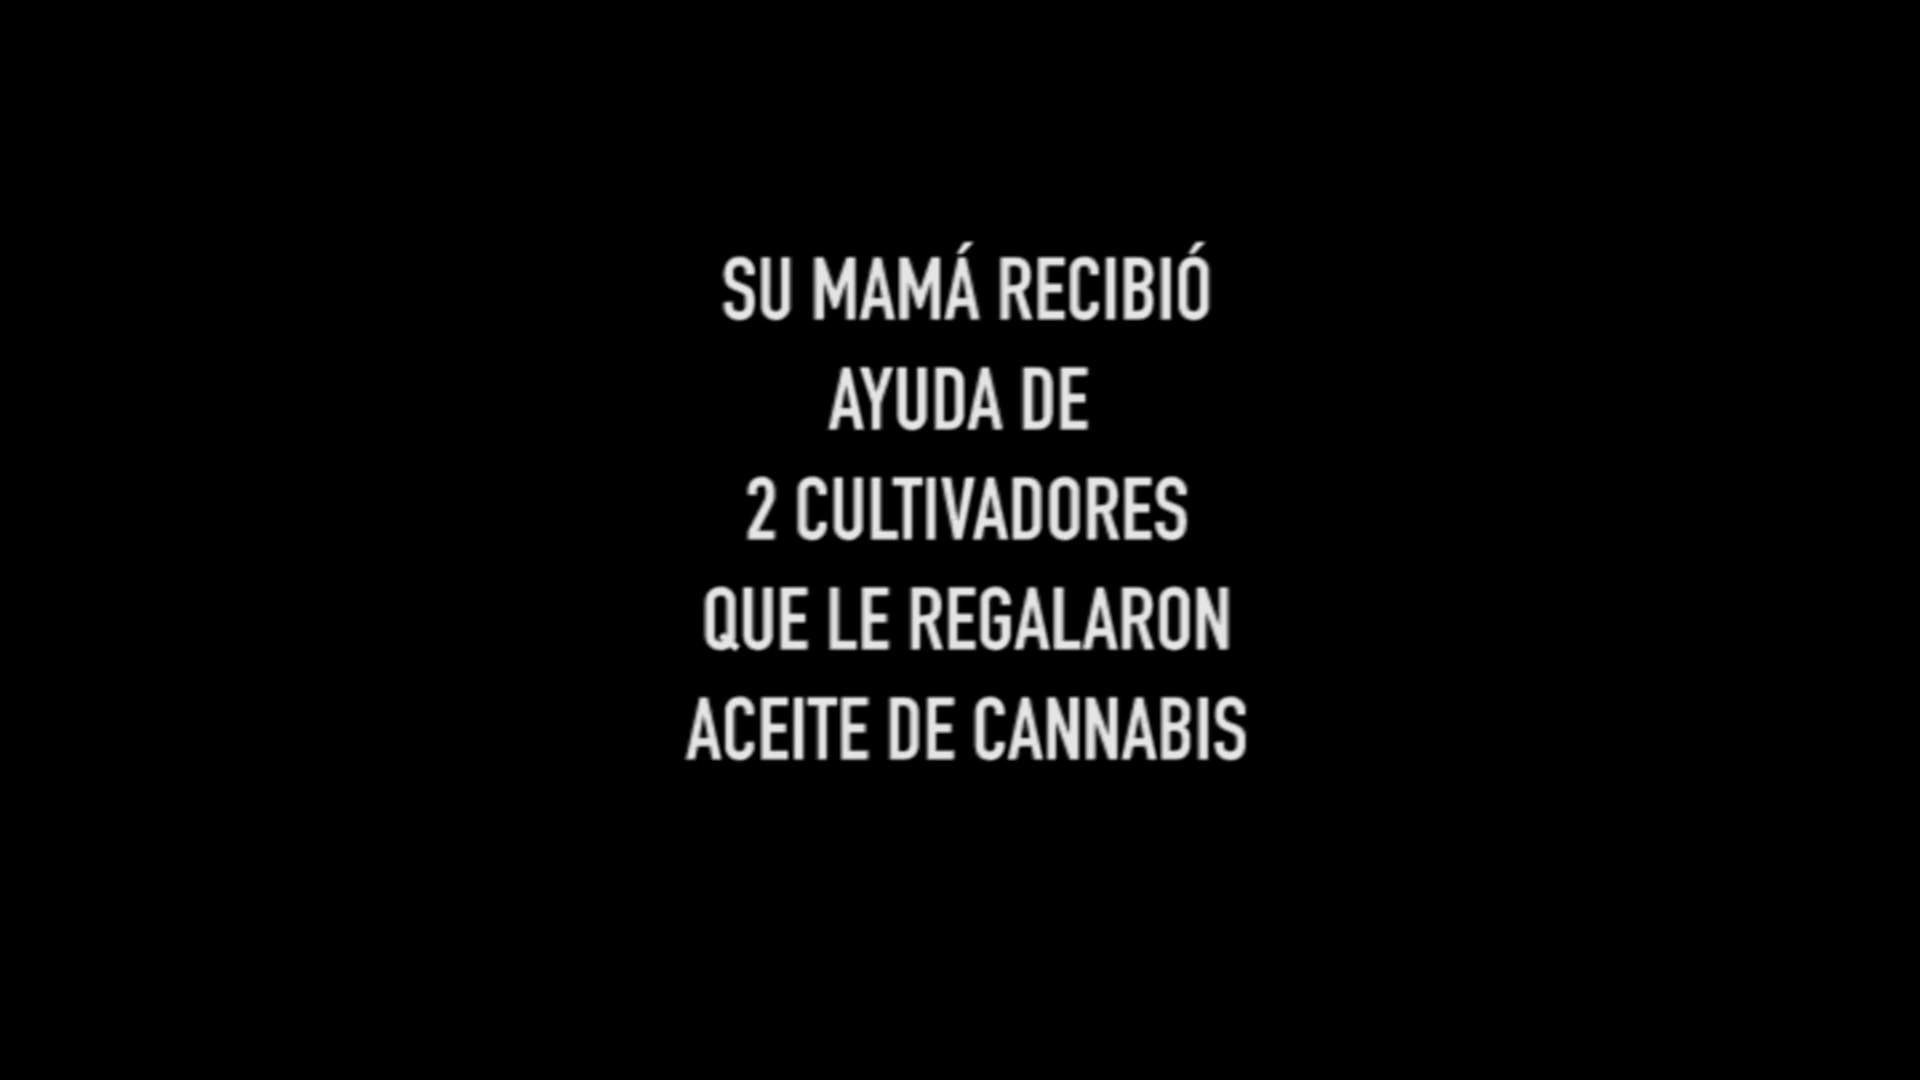 SU MAMÁ RECIBIÓ
AYUDA DE
2 CULTIVADORES
QUE LE REGALARON
ACEITE DE CANNABIS